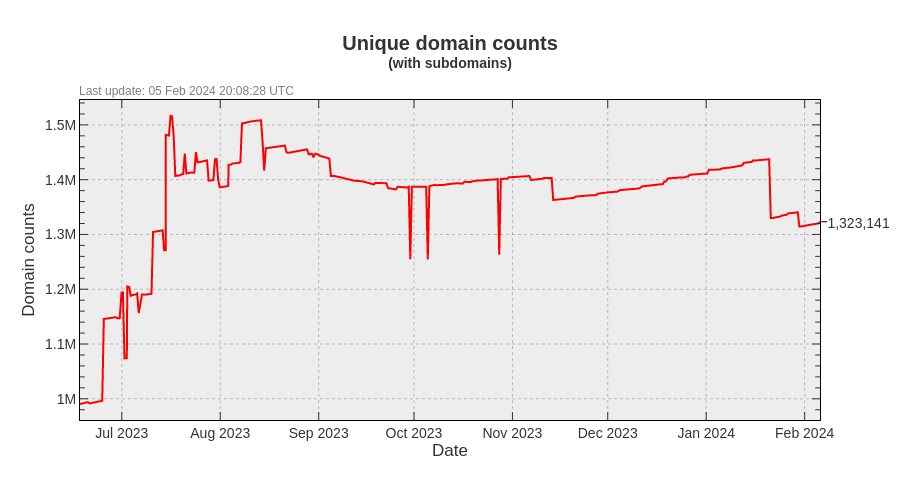 Unique domain counts
(with subdomains)
Last update: 05 Feb 2024 20:08:28 UTC
1.5M
1.4M
1.3M
1.2M
1.1M
1M
Domain counts
1,323,141
Jul 2023
Aug 2023
Sep 2023
Oct 2023
Nov 2023
Dec 2023
Jan 2024
Feb 2024
Date